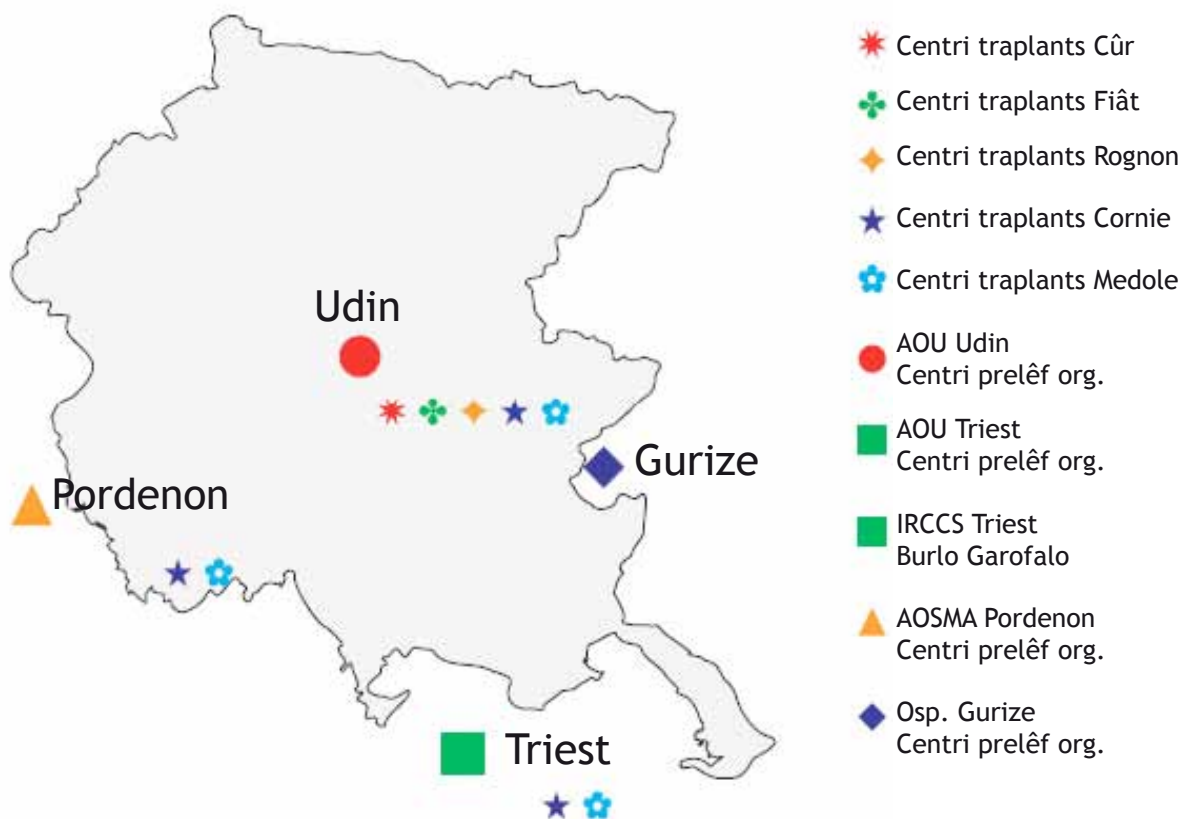 Udin
Gurize
Pordenon
Triest
Centri traplants Cûr
Centri traplants Fiât
Centri traplants Rognon
Centri traplants Cornie
Centri traplants Medole
AOU Udin
Centri prelêf org.
AOU Triest
Centri prelêf org.
IRCCS Triest
Burlo Garofalo
AOSMA Pordenon
Centri prelêf org.
Osp. Gurize
Centri prelêf org.